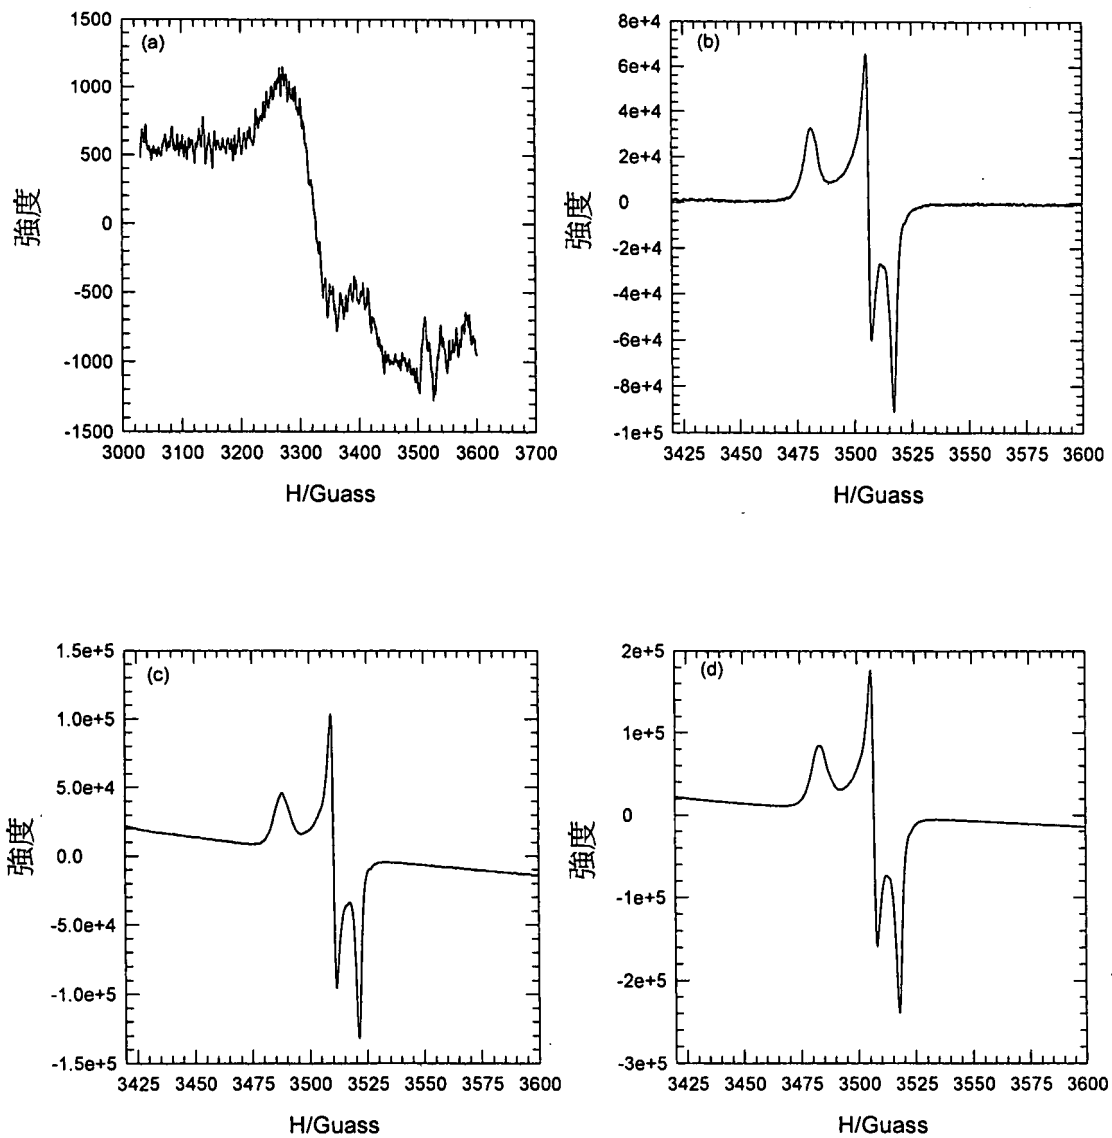 (a)
1500
1000
500
0
-500
-1000
-1500
強度
3000 3100 3200 3300 3400 3500 3600 3700
H/Guass
(b)
8e+4
6e+4
4e+4
2e+4
0
-2e+4
-4e+4
-6e+4
-8e+4
-1e+5
強度
3425 3450 3475 3500 3525 3550 3575 3600
H/Guass
(c)
1.5e+5
1.0e+5
5.0e+4
0.0
-5.0e+4
-1.0e+5
-1.5e+5
強度
3425 3450 3475 3500 3525 3550 3575 3600
H/Guass
(d)
2e+5
1e+5
0
-1e+5
-2e+5
-3e+5
強度
3425 3450 3475 3500 3525 3550 3575 3600
H/Guass